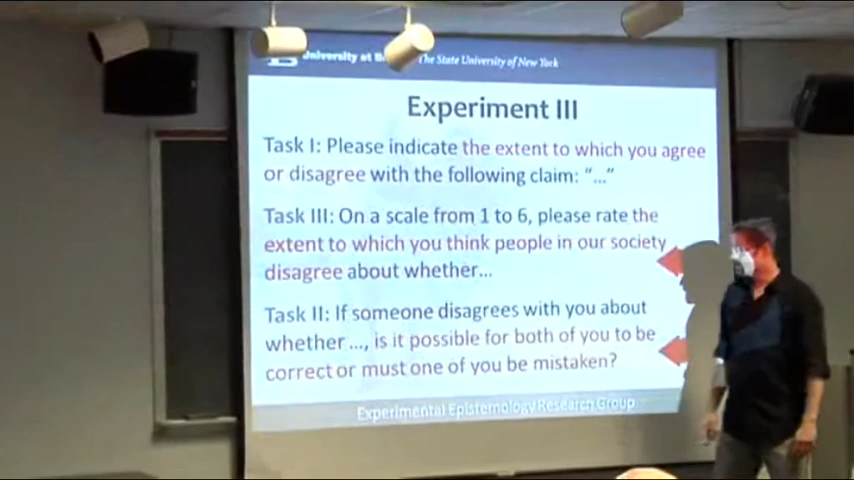 University at The State University of New York
Experiment III
Task I: Please indicate the extent to which you agree
or disagree with the following claim: "..."
Task III: On a scale from 1 to 6, please rate the
extent to which you think people in our society
disagree about whether...
Task II: If someone disagrees with you about
whether ..., is it possible for both of you to be
correct or must one of you be mistaken?
Experimental Epistemology Research Group